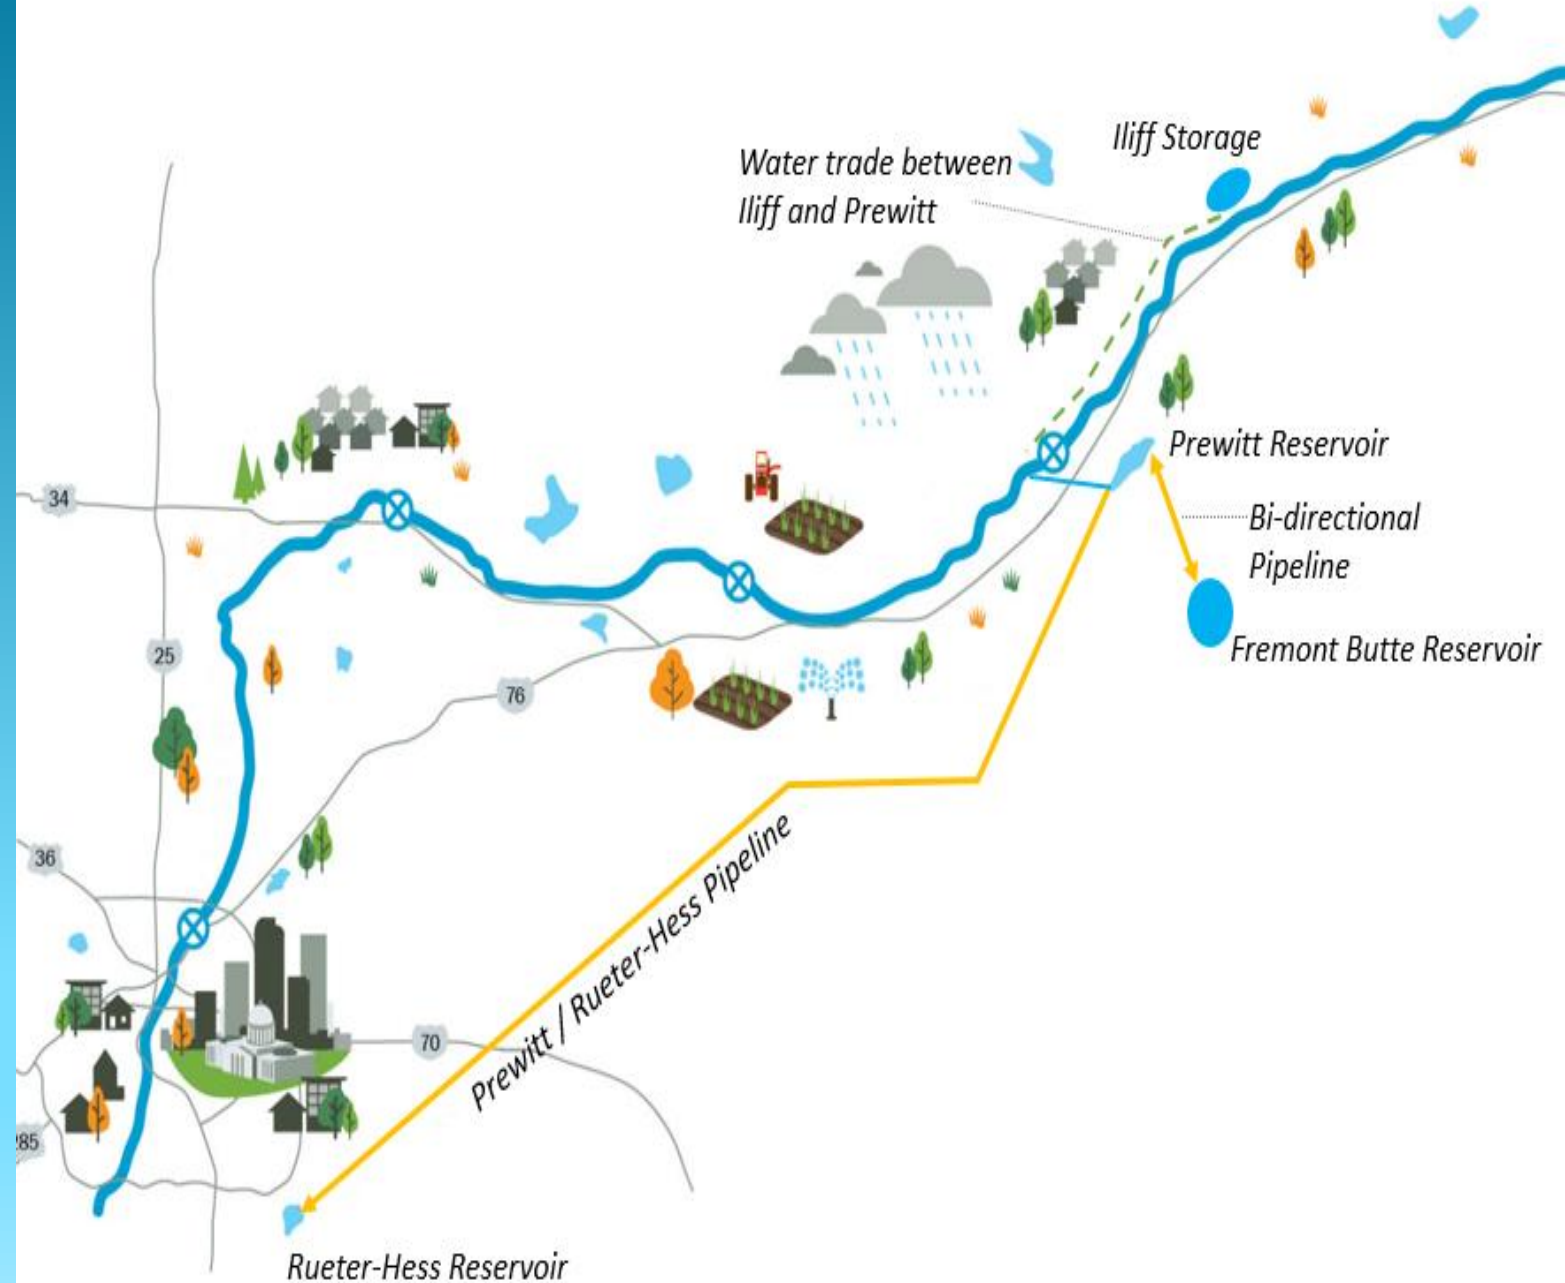 Iliff Storage
Water trade between
Iliff and Prewitt
Prewitt Reservoir
34
Bi-directional
Pipeline
Fremont Butte Reservoir
25
76
36
Prewitt / Rueter-Hess Pipeline
70
285
Rueter-Hess Reservoir